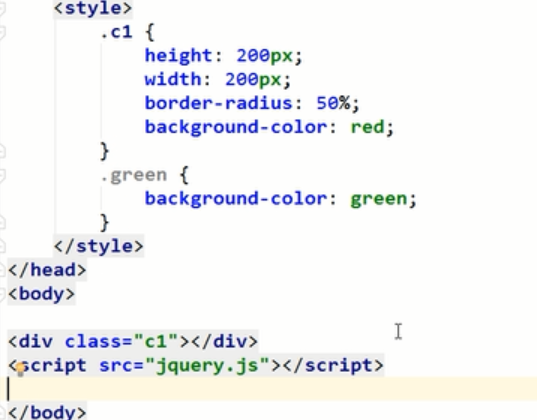 <style>
.c1 {
height: 200px;
width: 200px;
border-radius: 50%;
background-color: red;
}
.green {
background-color: green;
}
</style>
</head>
<body>
<div class="c1"></div>
<script src="jquery.js"></script>
</body>